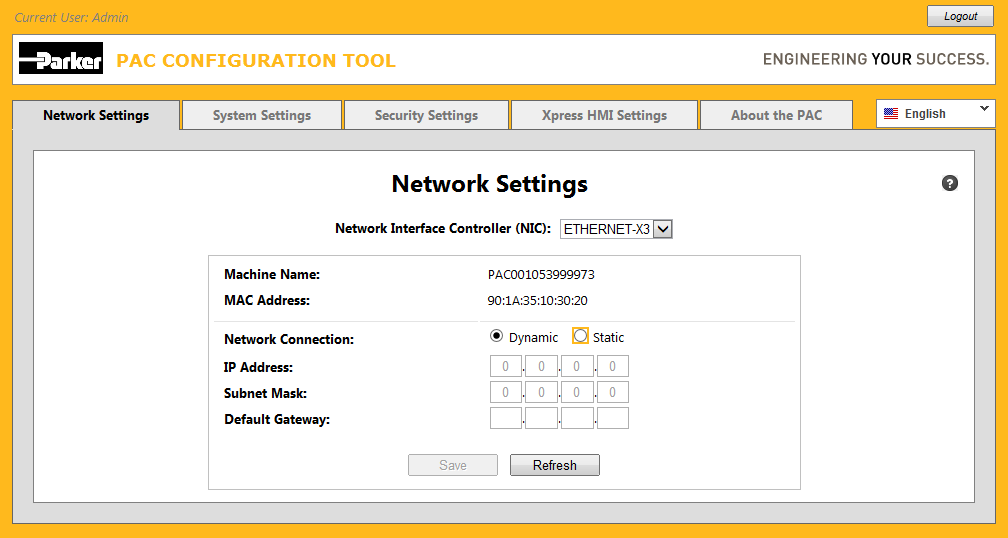 Current User: Admin
Logout
Parker PAC CONFIGURATION TOOL ENGINEERING YOUR SUCCESS.
Network Settings System Settings Security Settings Xpress HMI Settings About the PAC English
Network Settings
?
Network Interface Controller (NIC): ETHERNET-X3
Machine Name: PAC001053999973
MAC Address: 90:1A:35:10:30:20
Network Connection: Dynamic Static
IP Address: 0 . 0 . 0 . 0
Subnet Mask: 0 . 0 . 0 . 0
Default Gateway: . . .
Save Refresh